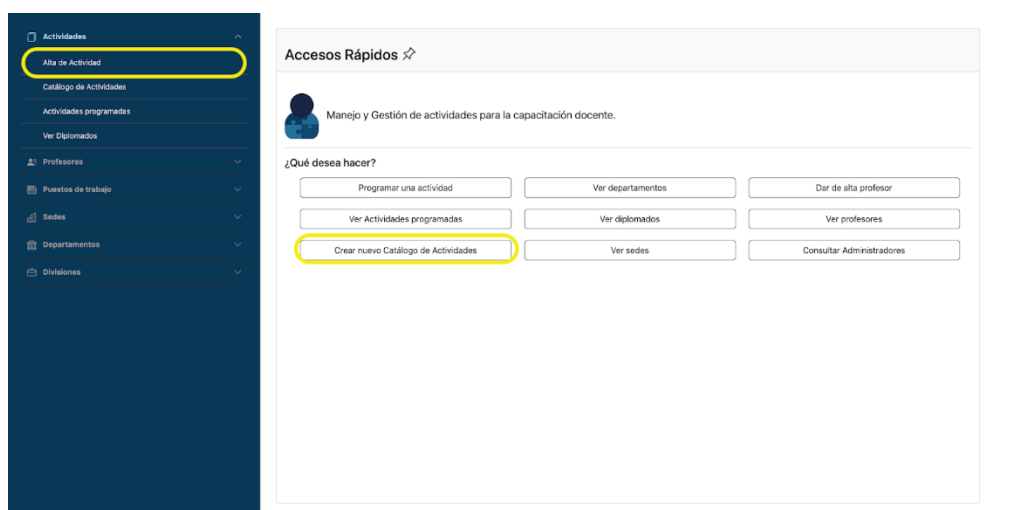 Actividades
Alta de Actividad
Catálogo de Actividades
Actividades programadas
Ver Diplomados
Profesores
Puestos de trabajo
Sedes
Departamentos
Divisiones
Accesos Rápidos
Manejo y Gestión de actividades para la capacitación docente.
¿Qué desea hacer?
Programar una actividad
Ver departamentos
Dar de alta profesor
Ver Actividades programadas
Ver diplomados
Ver profesores
Crear nuevo Catálogo de Actividades
Ver sedes
Consultar Administradores